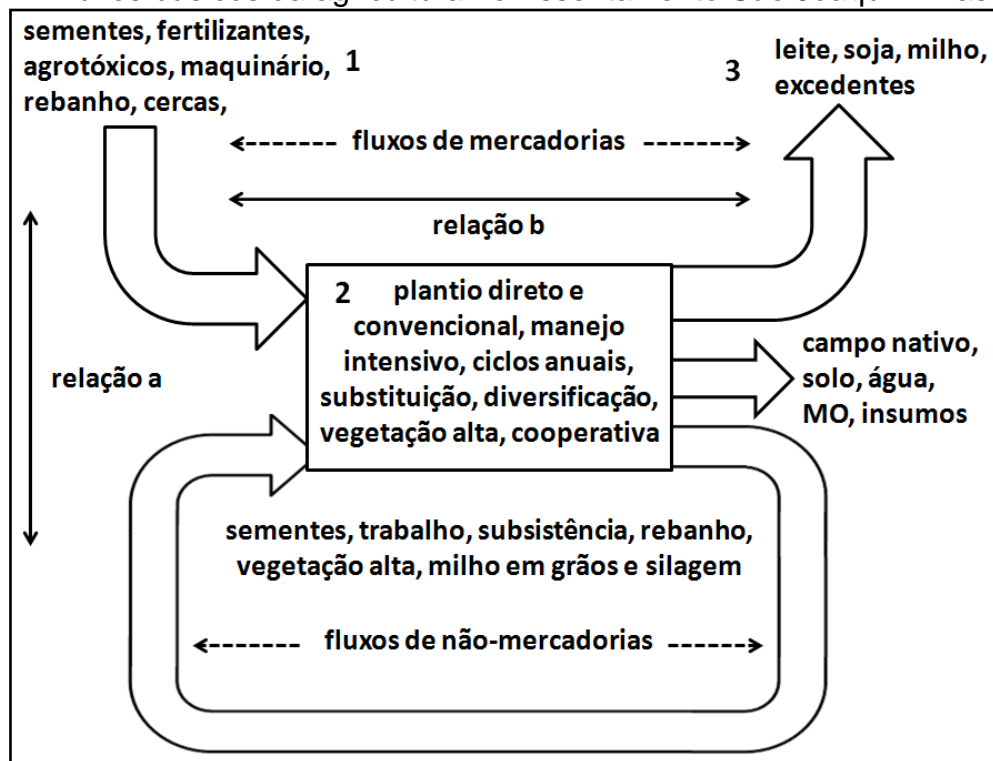 sementes, fertilizantes,
agrotóxicos, maquinário,
rebanho, cercas,
1
3
leite, soja, milho,
excedentes
fluxos de mercadorias
relação b
relação a
2
plantio direto e
convencional, manejo
intensivo, ciclos anuais,
substituição, diversificação,
vegetação alta, cooperativa
campo nativo,
solo, água,
MO, insumos
sementes, trabalho, subsistência, rebanho,
vegetação alta, milho em grãos e silagem
fluxos de não-mercadorias